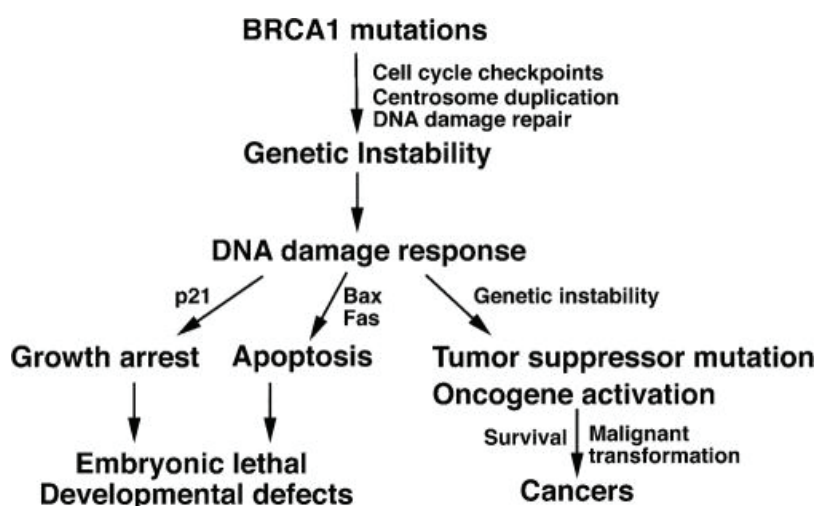 BRCA1 mutations
Cell cycle checkpoints
Centrosome duplication
DNA damage repair
Genetic Instability
DNA damage response
p21
Bax
Fas
Genetic instability
Growth arrest
Apoptosis
Tumor suppressor mutation
Oncogene activation
Survival
Malignant
transformation
Embryonic lethal
Developmental defects
Cancers